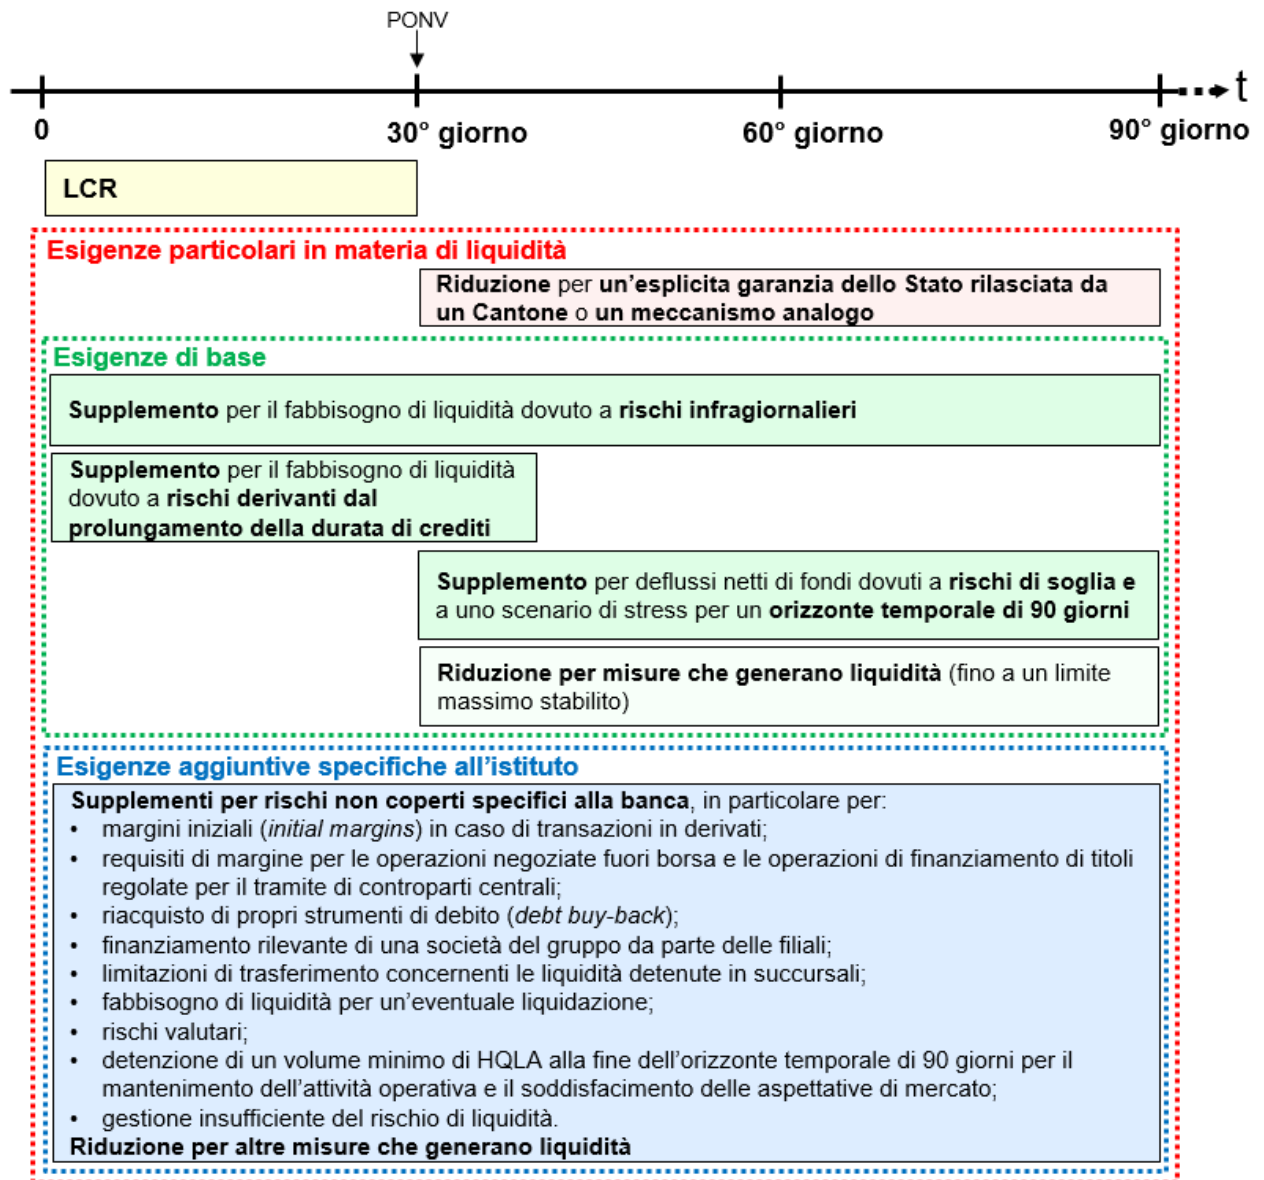 PONV
t
0
30° giorno
60° giorno
90° giorno
LCR
Esigenze particolari in materia di liquidità
Riduzione per un'esplicita garanzia dello Stato rilasciata da
un Cantone o un meccanismo analogo
Esigenze di base
Supplemento per il fabbisogno di liquidità dovuto a rischi infragiornalieri
Supplemento per il fabbisogno di liquidità
dovuto a rischi derivanti dal
prolungamento della durata di crediti
Supplemento per deflussi netti di fondi dovuti a rischi di soglia e
a uno scenario di stress per un orizzonte temporale di 90 giorni
Riduzione per misure che generano liquidità (fino a un limite
massimo stabilito)
Esigenze aggiuntive specifiche all'istituto
Supplementi per rischi non coperti specifici alla banca, in particolare per:
• margini iniziali (initial margins) in caso di transazioni in derivati;
• requisiti di margine per le operazioni negoziate fuori borsa e le operazioni di finanziamento di titoli
regolate per il tramite di controparti centrali;
• riacquisto di propri strumenti di debito (debt buy-back);
• finanziamento rilevante di una società del gruppo da parte delle filiali;
• limitazioni di trasferimento concernenti le liquidità detenute in succursali;
• fabbisogno di liquidità per un'eventuale liquidazione;
• rischi valutari;
• detenzione di un volume minimo di HQLA alla fine dell'orizzonte temporale di 90 giorni per il
mantenimento dell'attività operativa e il soddisfacimento delle aspettative di mercato;
• gestione insufficiente del rischio di liquidità.
Riduzione per altre misure che generano liquidità